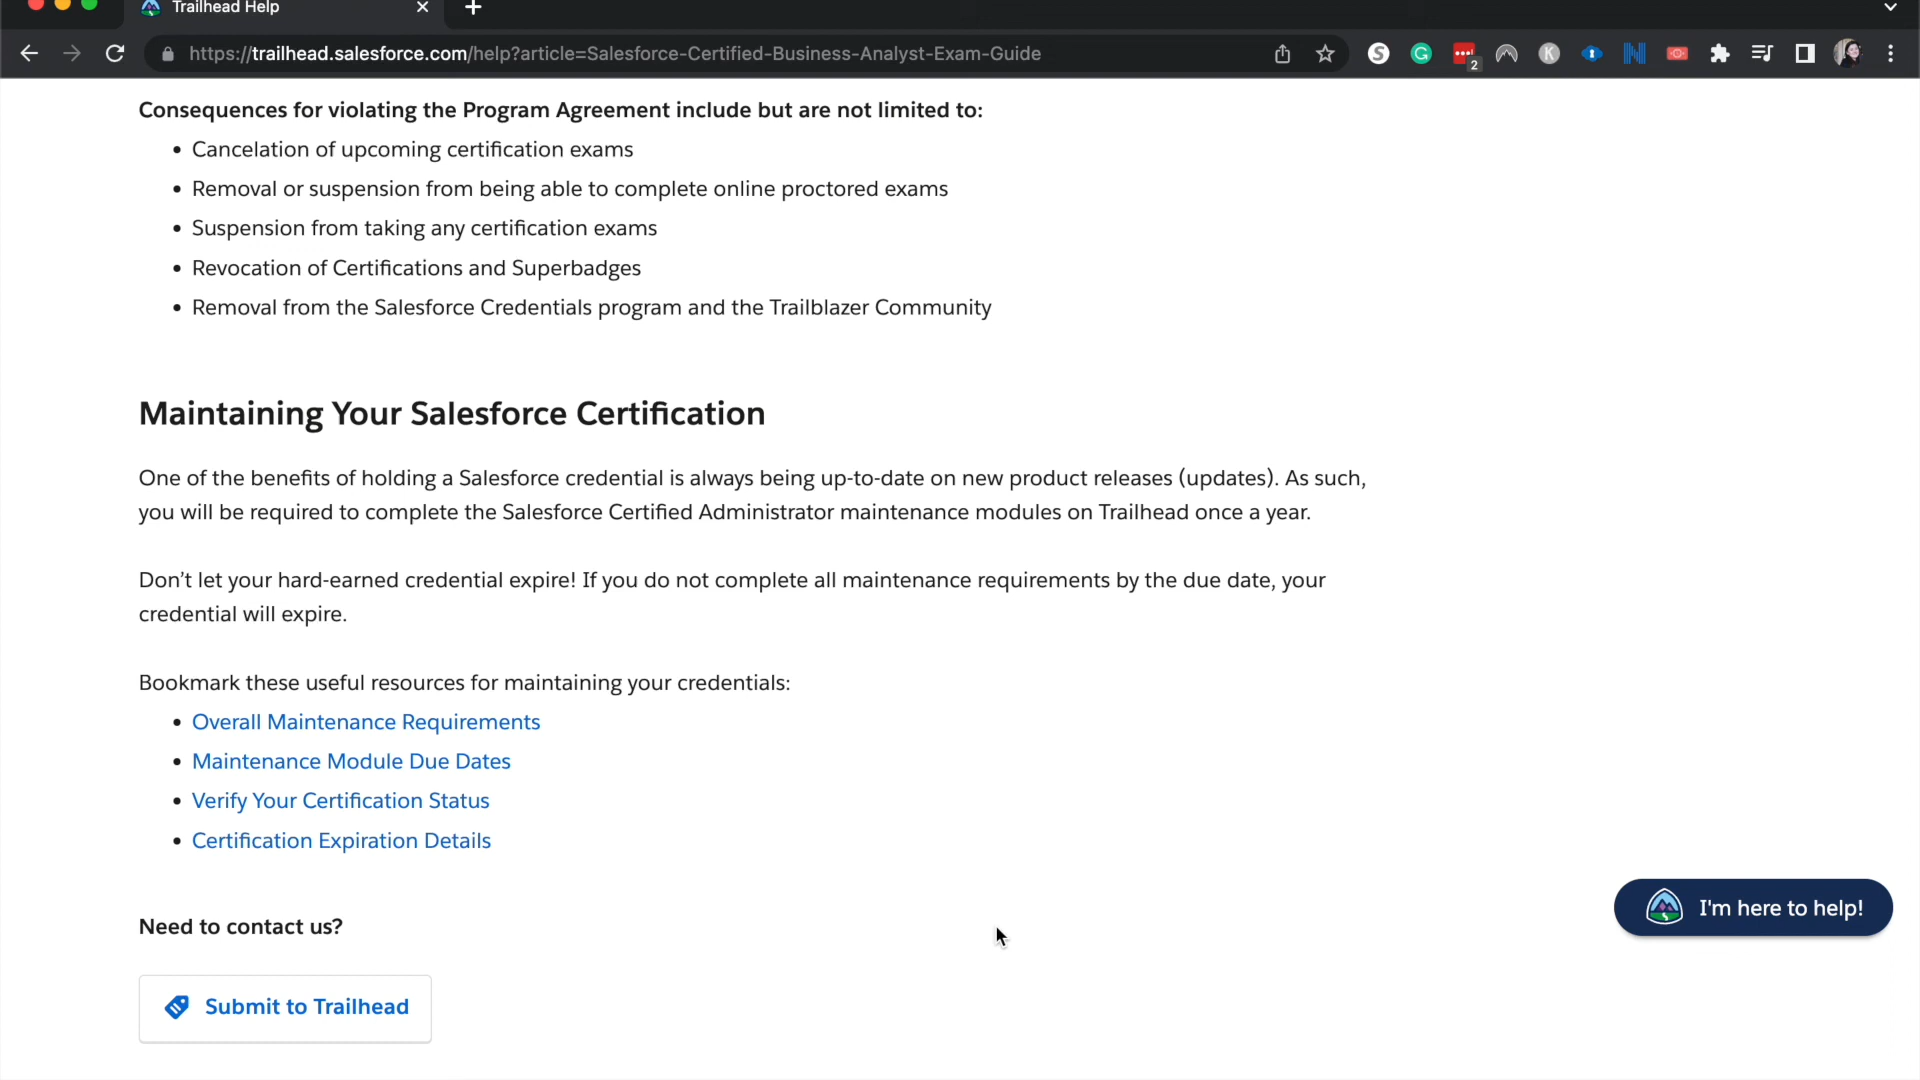 Trailhead Help
https://trailhead.salesforce.com/help?article=Salesforce-Certified-Business-Analyst-Exam-Guide
S
G
2
K
N
Consequences for violating the Program Agreement include but are not limited to:
• Cancelation of upcoming certification exams
• Removal or suspension from being able to complete online proctored exams
• Suspension from taking any certification exams
• Revocation of Certifications and Superbadges
• Removal from the Salesforce Credentials program and the Trailblazer Community
Maintaining Your Salesforce Certification
One of the benefits of holding a Salesforce credential is always being up-to-date on new product releases (updates). As such,
you will be required to complete the Salesforce Certified Administrator maintenance modules on Trailhead once a year.
Don’t let your hard-earned credential expire! If you do not complete all maintenance requirements by the due date, your
credential will expire.
Bookmark these useful resources for maintaining your credentials:
• Overall Maintenance Requirements
• Maintenance Module Due Dates
• Verify Your Certification Status
• Certification Expiration Details
I'm here to help!
Need to contact us?
Submit to Trailhead